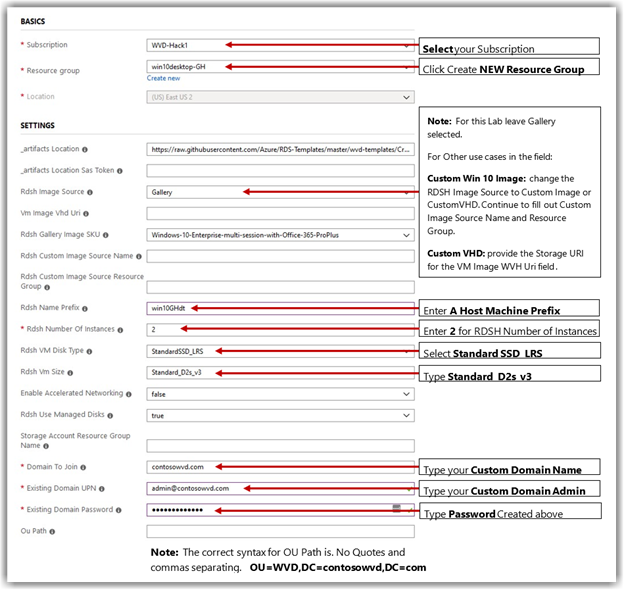 BASICS
* Subscription
WVD-Hack1
Select your Subscription
* Resource group
win10desktop-GH
Click Create NEW Resource Group
Create new
* Location
(US) East US 2
SETTINGS
_artifacts Location
https://raw.githubusercontent.com/Azure/RDS-Templates/master/wvd-templates/Cr...
_artifacts Location Sas Token
Rdsh Image Source
Gallery
Vm Image Vhd Uri
Rdsh Gallery Image SKU
Windows-10-Enterprise-multi-session-with-Office-365-ProPlus
Rdsh Custom Image Source Name
Rdsh Custom Image Source Resource
Group
Note: For this Lab leave Gallery
selected.
For Other use cases in the field:
Custom Win 10 Image: change the
RDSH Image Source to Custom Image or
CustomVHD. Continue to fill out Custom
Image Source Name and Resource
Group.
Custom VHD: provide the Storage URI
for the VM Image WVH Uri field.
Rdsh Name Prefix
win10GHdt
Enter A Host Machine Prefix
* Rdsh Number Of Instances
2
Enter 2 for RDSH Number of Instances
Rdsh VM Disk Type
StandardSSD_LRS
Select Standard SSD_LRS
Rdsh Vm Size
Standard_D2s_v3
Type Standard_D2s_v3
Enable Accelerated Networking
false
Rdsh Use Managed Disks
true
Storage Account Resource Group
Name
* Domain To Join
contosowvd.com
Type your Custom Domain Name
* Existing Domain UPN
admin@contosowvd.com
Type your Custom Domain Admin
* Existing Domain Password
•••••••••••••
Type Password Created above
Ou Path
Note: The correct syntax for OU Path is. No Quotes and
commas separating. OU=WVD,DC=contosowvd,DC=com